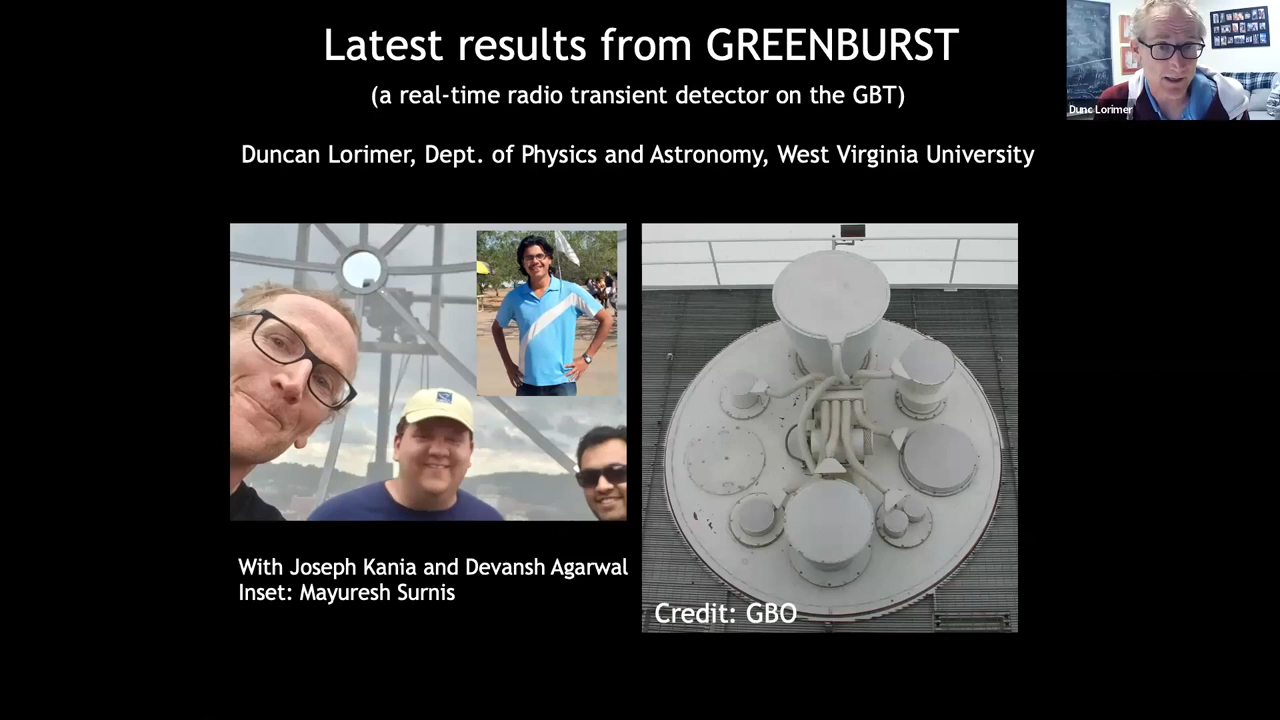 Latest results from GREENBURST
(a real-time radio transient detector on the GBT)
Duncan Lorimer, Dept. of Physics and Astronomy, West Virginia University
Dunc Lorimer
With Joseph Kania and Devansh Agarwal
Inset: Mayuresh Surnis
Credit: GBO